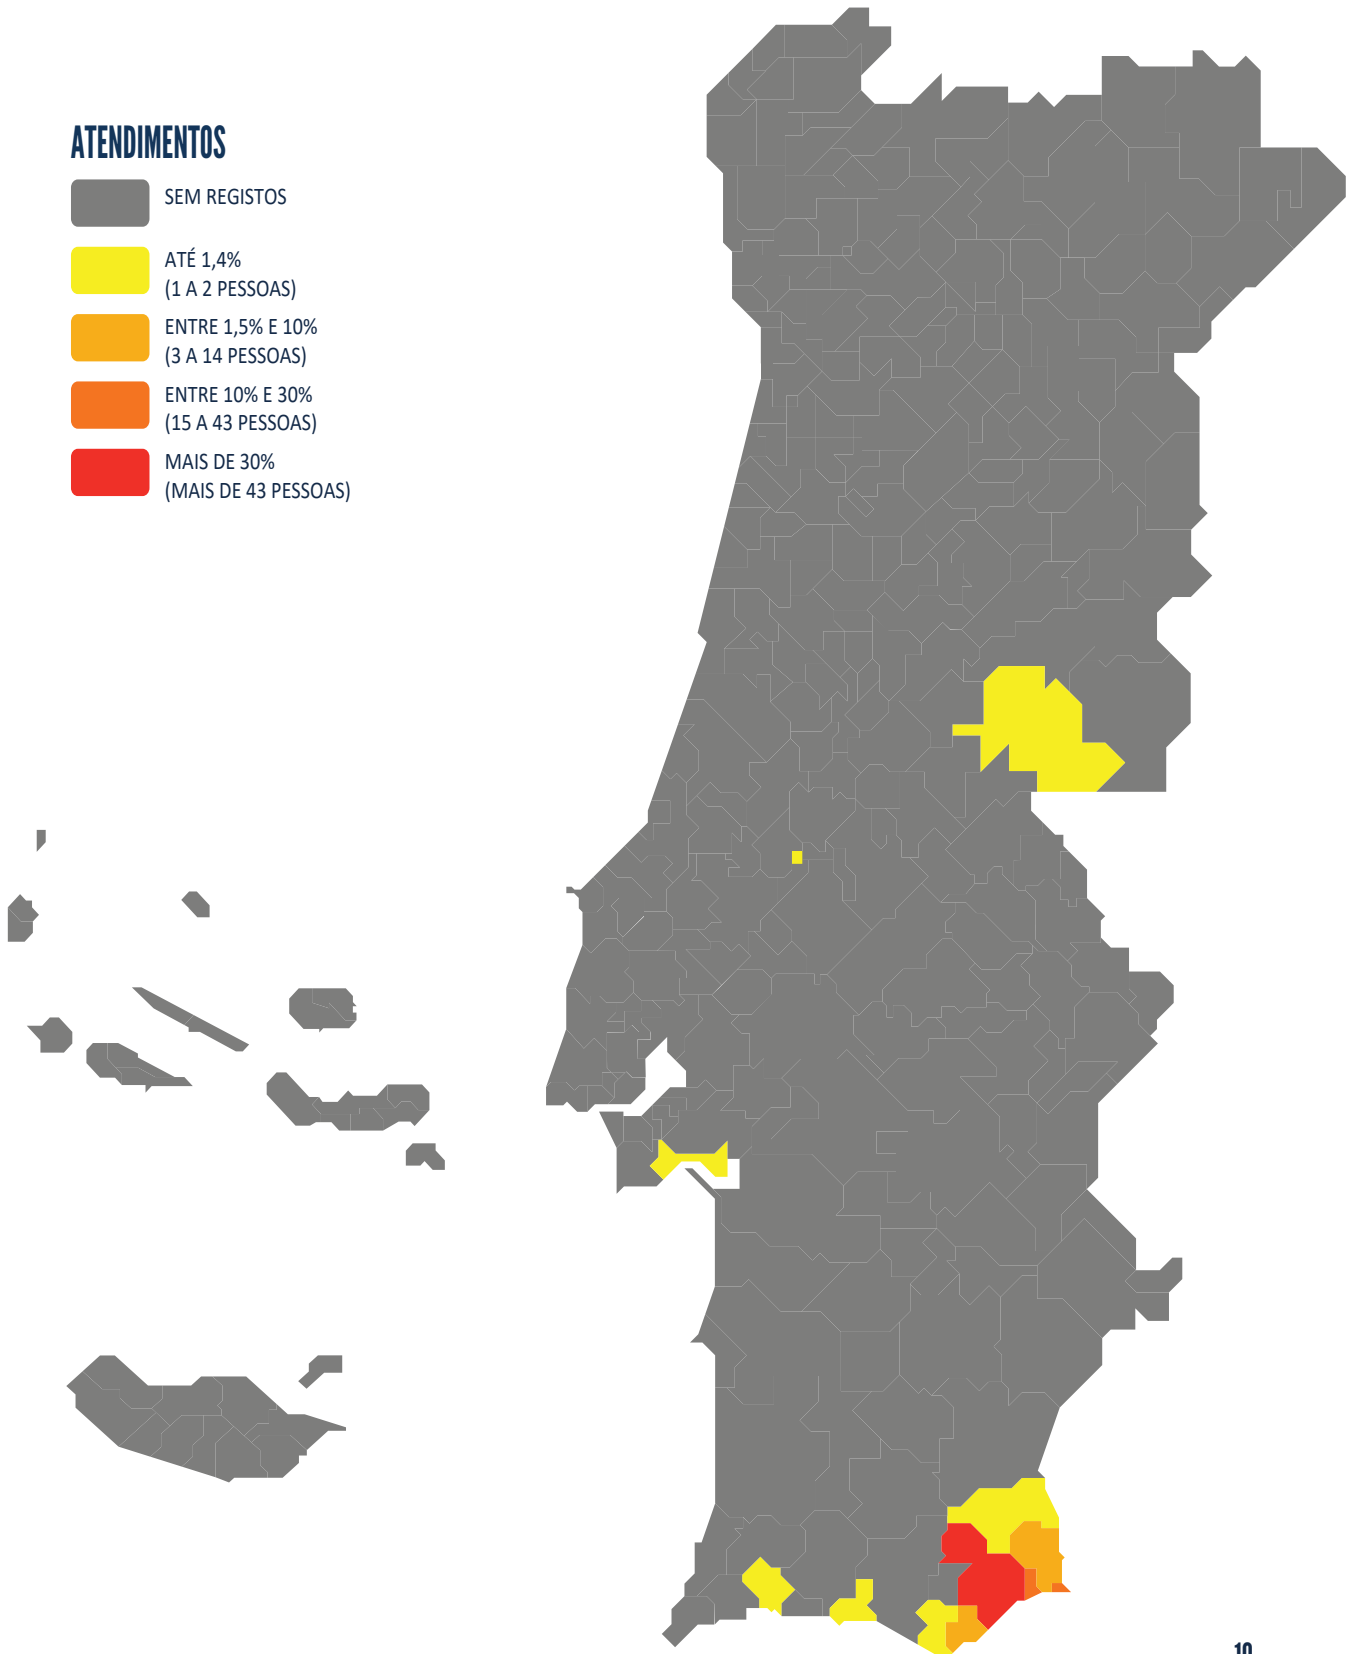 ATENDIMENTOS
SEM REGISTOS
ATÉ 1,4%
(1 A 2 PESSOAS)
ENTRE 1,5% E 10%
(3 A 14 PESSOAS)
ENTRE 10% E 30%
(15 A 43 PESSOAS)
MAIS DE 30%
(MAIS DE 43 PESSOAS)
10